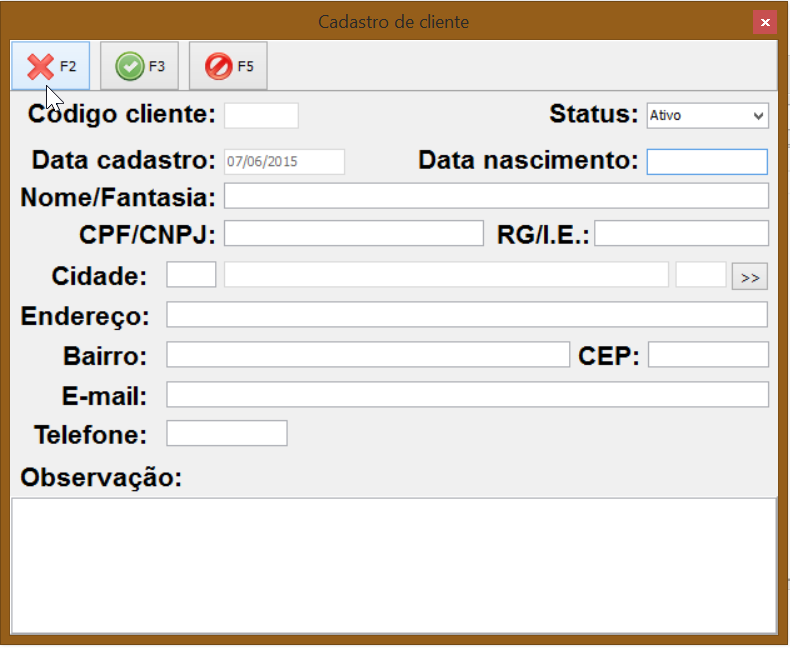 Cadastro de cliente
F2 F3 F5
Código cliente: Status: Ativo
Data cadastro: 07/06/2015 Data nascimento:
Nome/Fantasia:
CPF/CNPJ: RG/I.E.:
Cidade: >>
Endereço:
Bairro: CEP:
E-mail:
Telefone:
Observação: